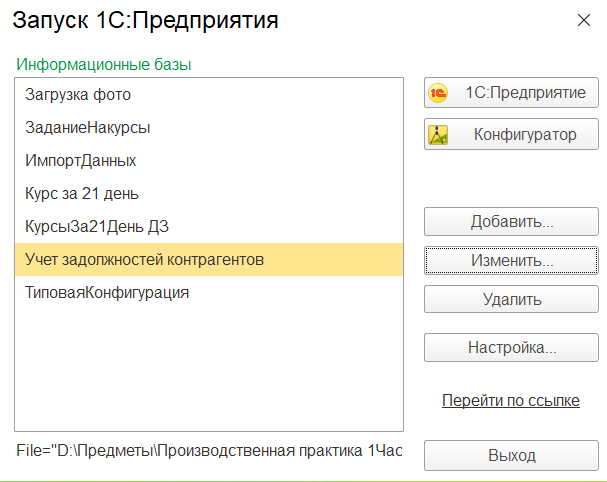 Запуск 1С:Предприятия
Информационные базы
Загрузка фото
ЗаданиеНакурсы
ИмпортДанных
Курс за 21 день
КурсыЗа21День ДЗ
Учет задолжностей контрагентов
ТиповаяКонфигурация
File="D:\Предметы\Производственная практика 1Час
1С:Предприятие
Конфигуратор
Добавить...
Изменить...
Удалить
Настройка...
Перейти по ссылке
Выход